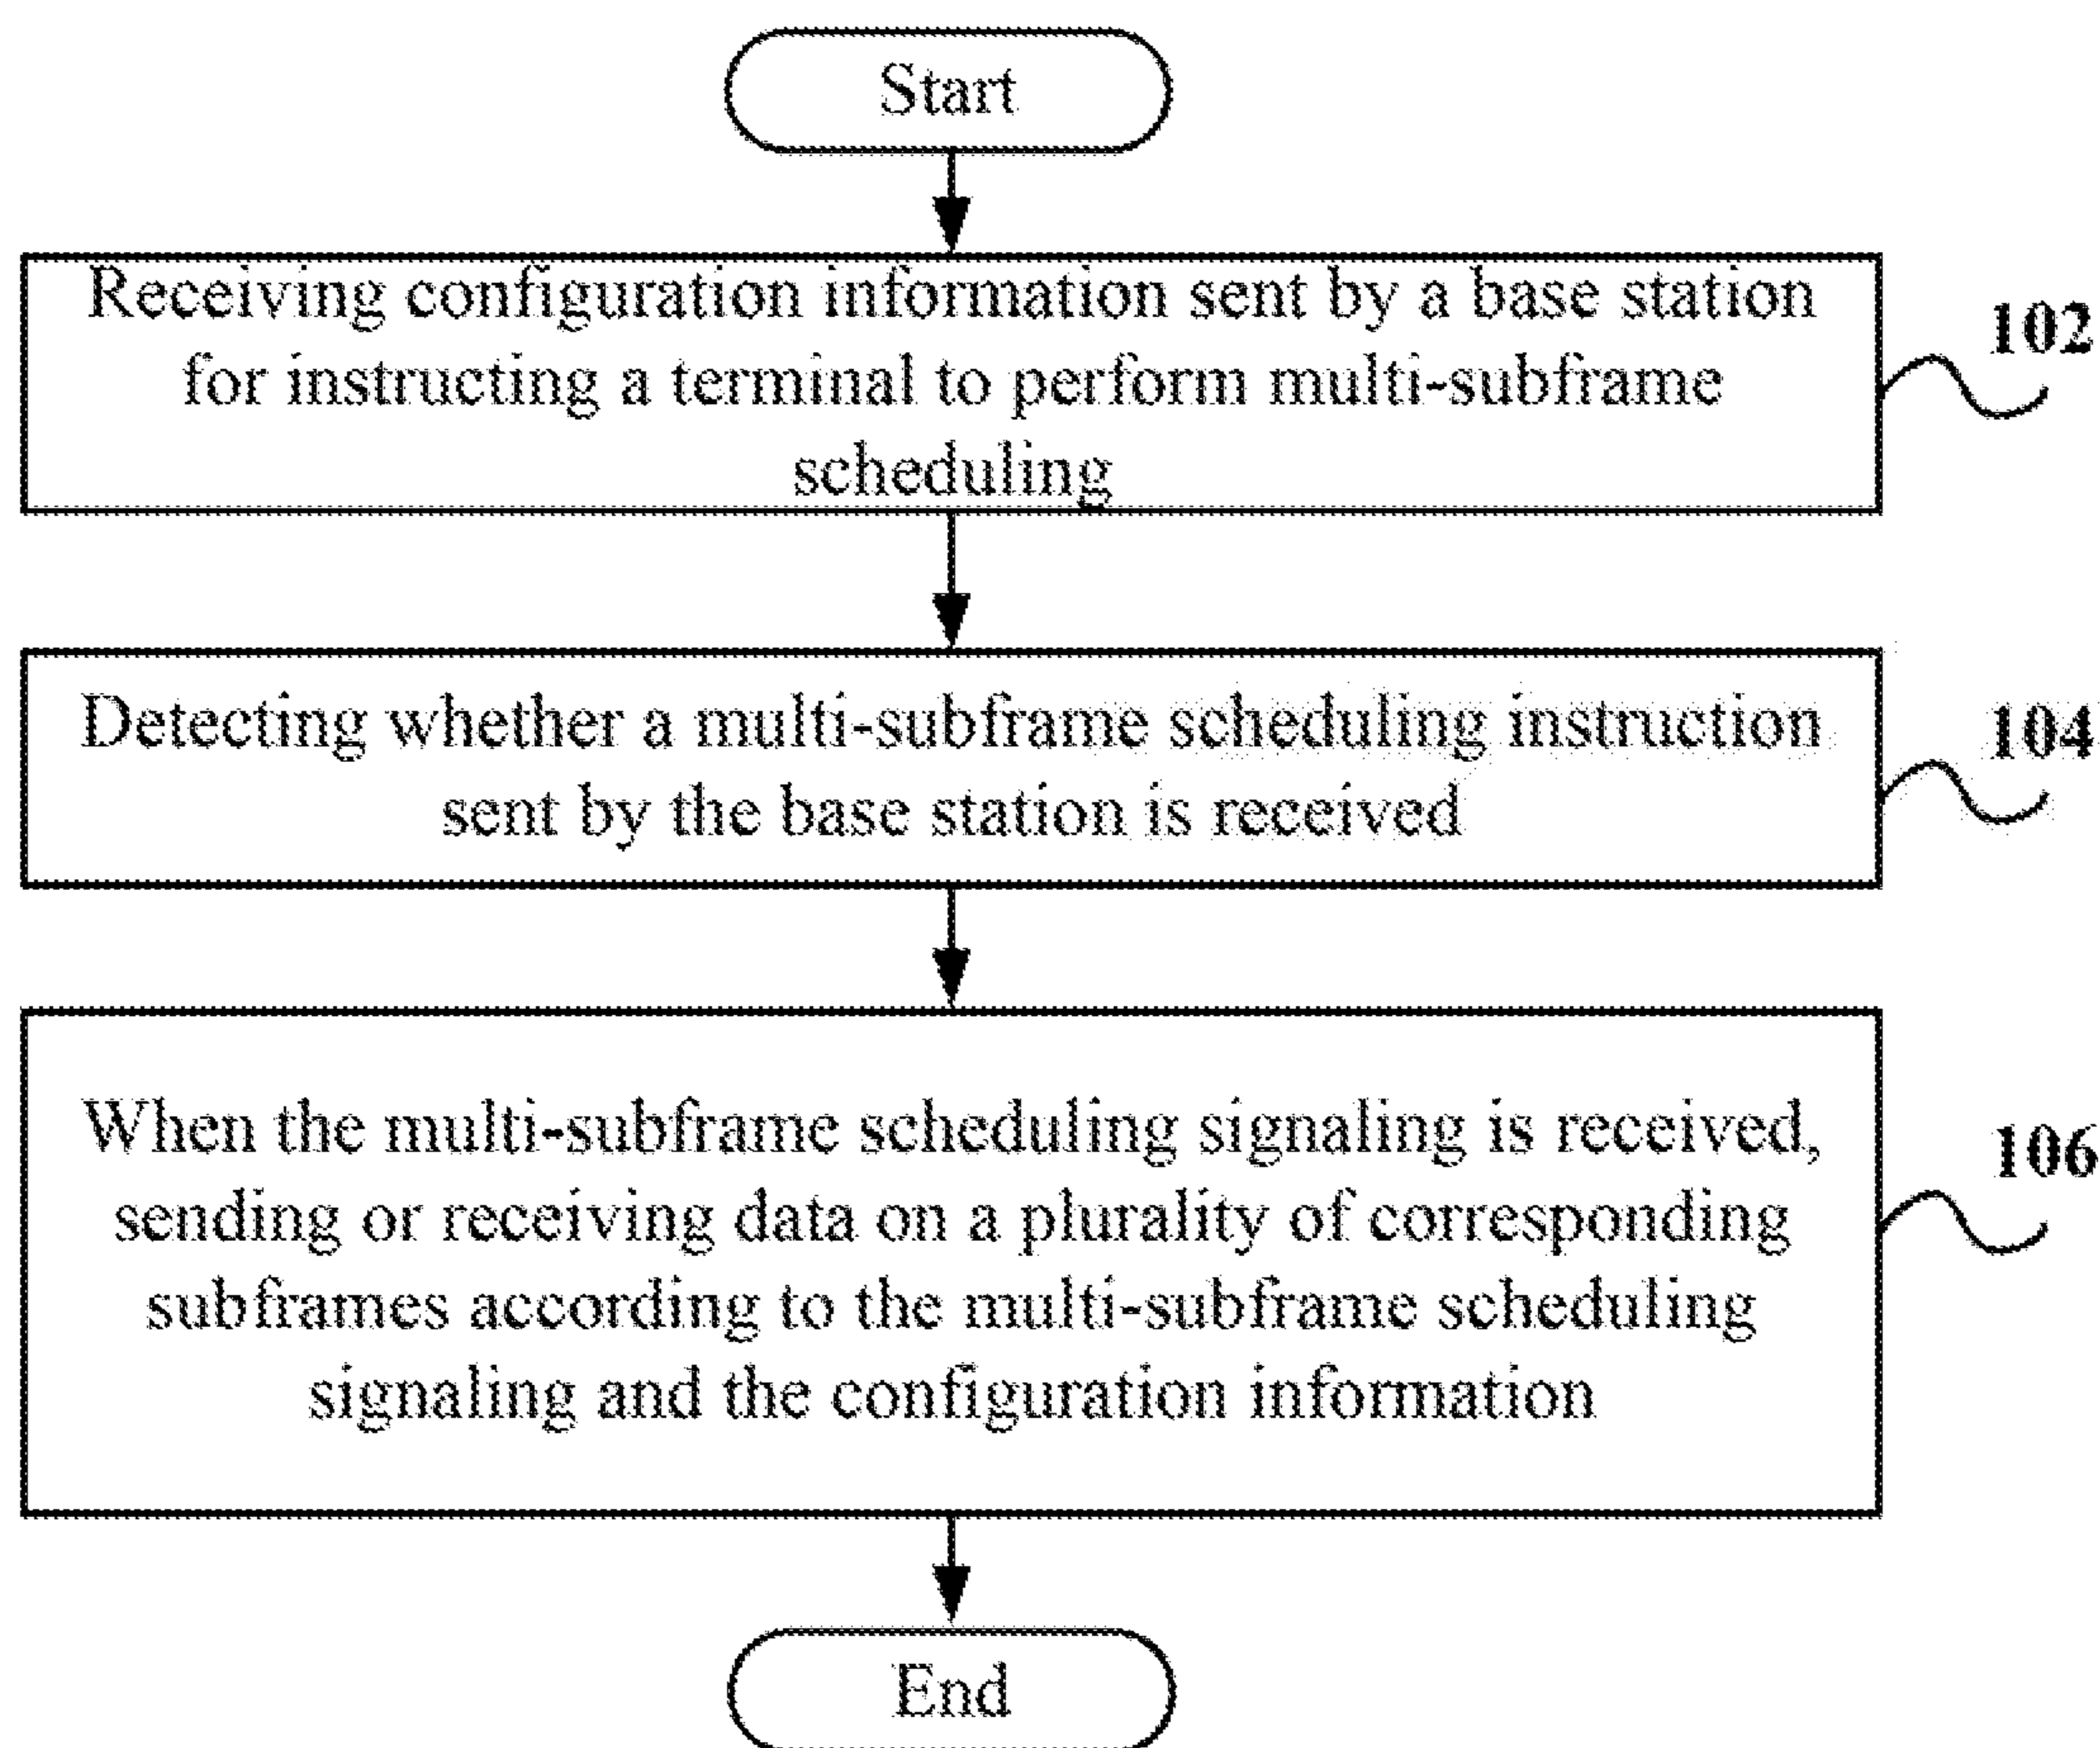 Start
Receiving configuration information sent by a base station
for instructing a terminal to perform multi-subframe
scheduling
102
Detecting whether a multi-subframe scheduling instruction
sent by the base station is received
104
When the multi-subframe scheduling signaling is received,
sending or receiving data on a plurality of corresponding
subframes according to the multi-subframe scheduling
signaling and the configuration information
106
End